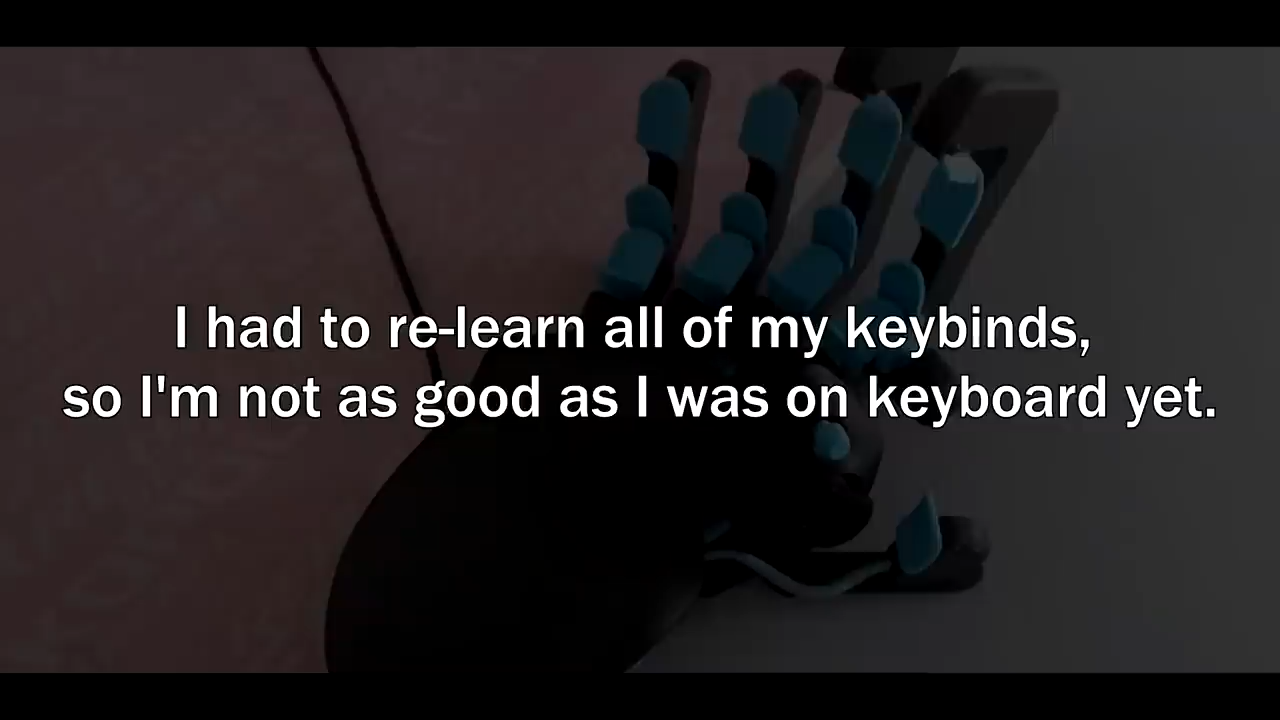 I had to re-learn all of my keybinds,
so I'm not as good as I was on keyboard yet.